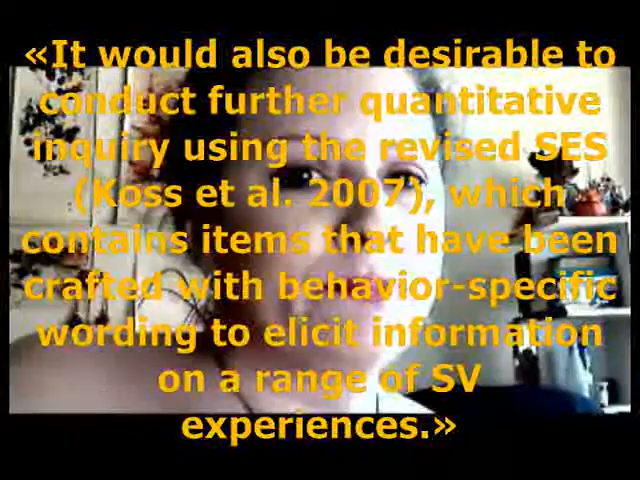 «It would also be desirable to
conduct further quantitative
inquiry using the revised SES
(Koss et al. 2007), which
contains items that have been
crafted with behavior-specific
wording to elicit information
on a range of SV
experiences.»